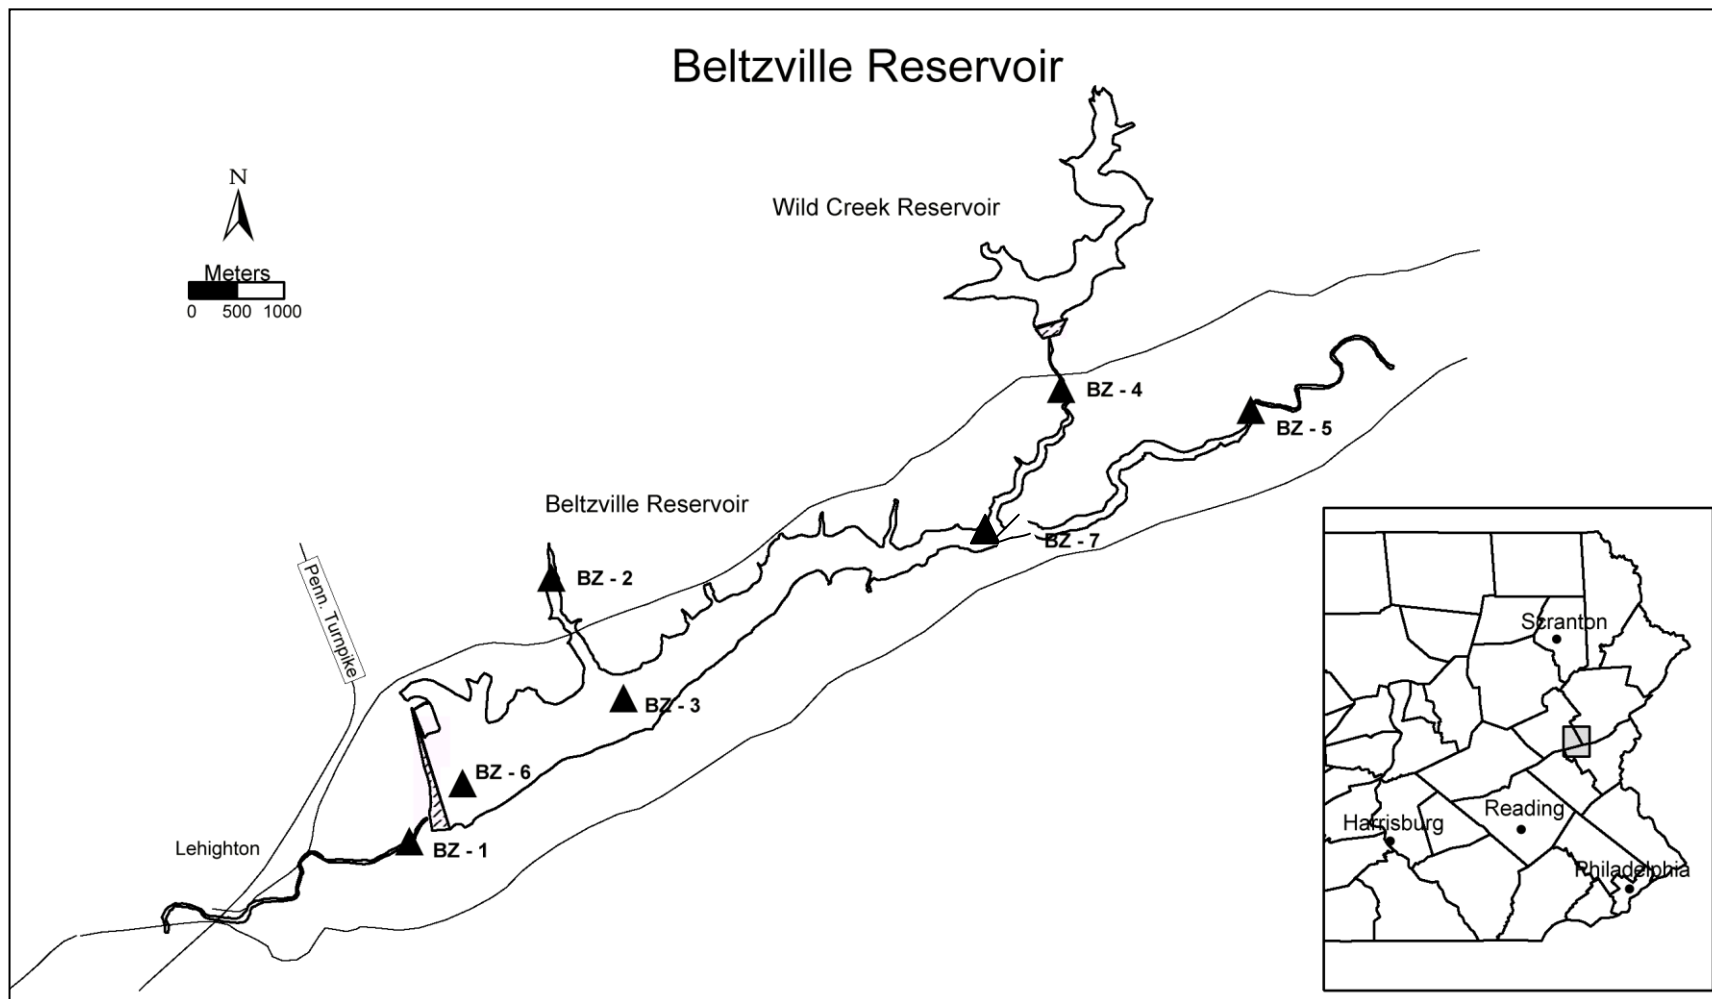 Beltzville Reservoir
N
Wild Creek Reservoir
Meters
0 500 1000
BZ - 4
BZ - 5
Beltzville Reservoir
BZ - 7
BZ - 2
Penn. Turnpike
BZ - 3
BZ - 6
Lehighton
BZ - 1
Scranton
Reading
Harrisburg
Philadelphia